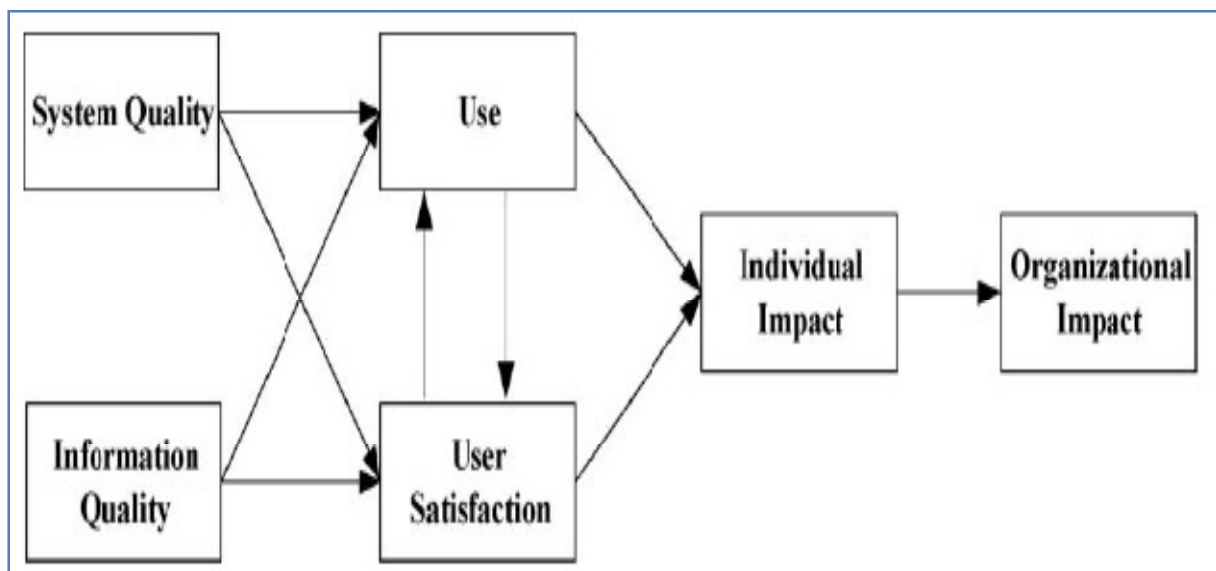 System Quality
Use
Individual
Impact
Organizational
Impact
Information
Quality
User
Satisfaction